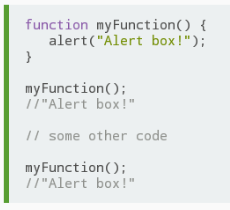 function myFunction() {
   alert("Alert box!");
}
myFunction();
//"Alert box!"
// some other code
myFunction();
//"Alert box!"